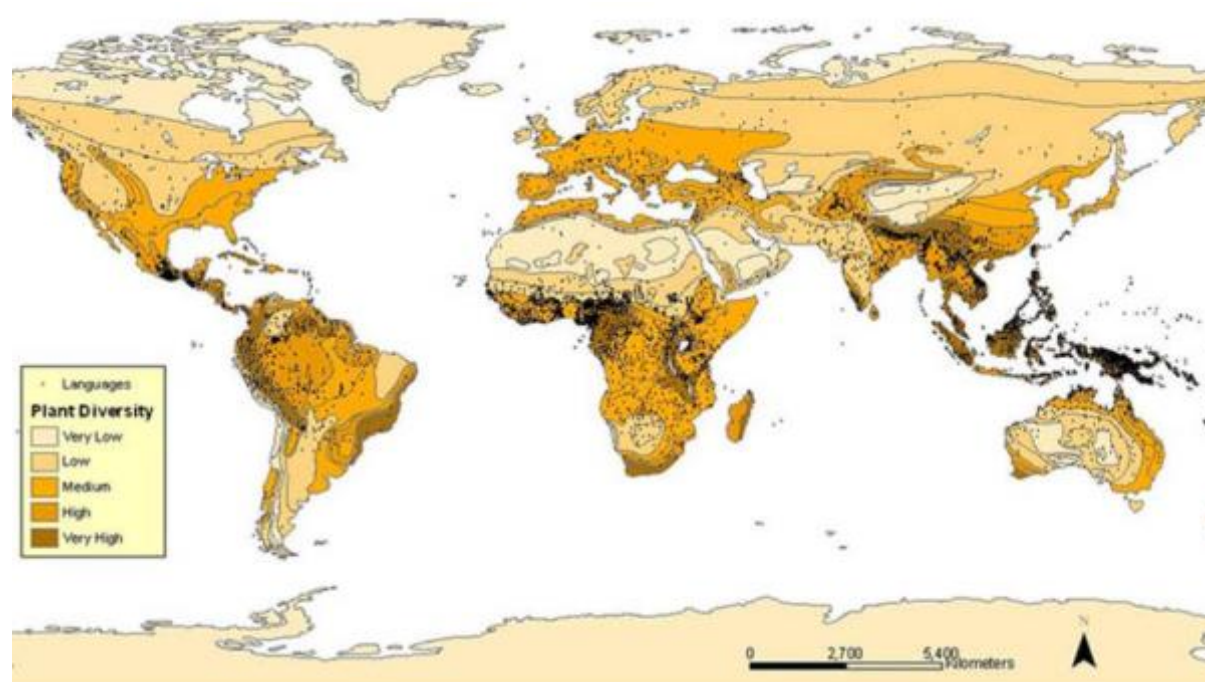 Languages
Plant Diversity
Very Low
Low
Medium
High
Very High
N
0 2,700 5,400
Kilometers